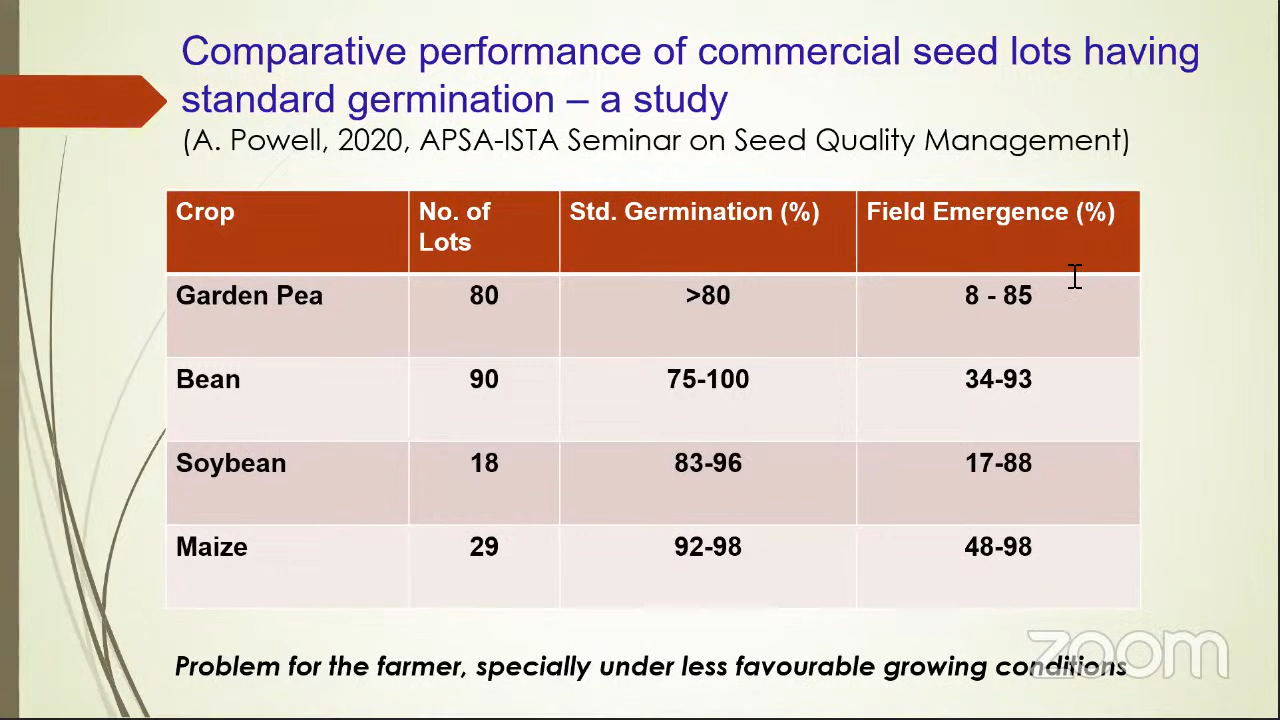 Comparative performance of commercial seed lots having
standard germination – a study
(A. Powell, 2020, APSA-ISTA Seminar on Seed Quality Management)
Crop No. of Lots Std. Germination (%) Field Emergence (%)
Garden Pea 80 >80 8 - 85
Bean 90 75-100 34-93
Soybean 18 83-96 17-88
Maize 29 92-98 48-98
Problem for the farmer, specially under less favourable growing conditions
zoom